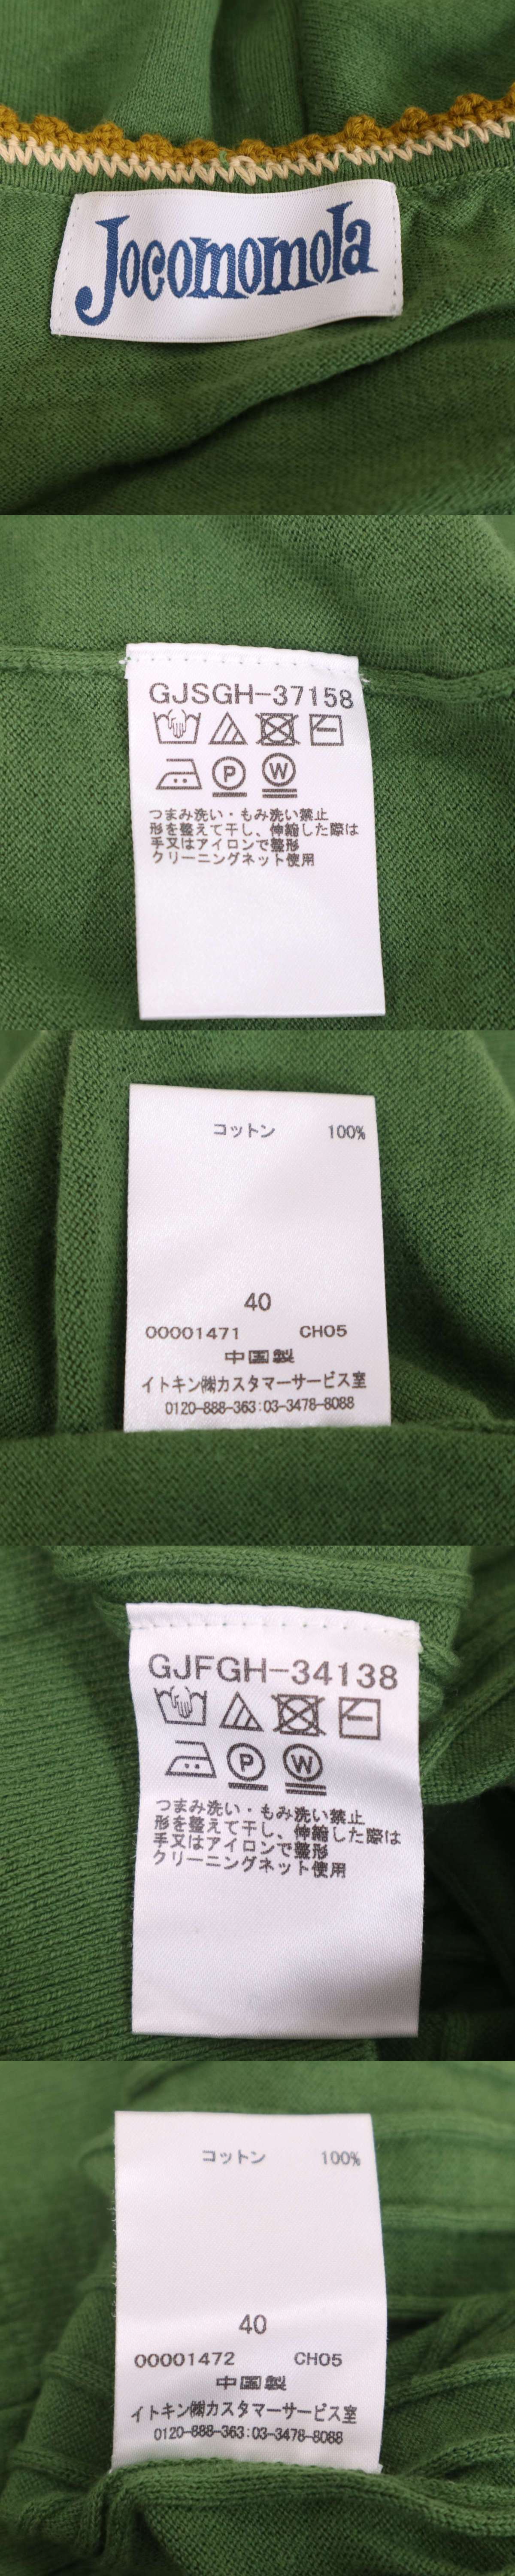 Jocomomola
GJSGH-37158
P
W
つまみ洗い・もみ洗い禁止
形を整えて干し、伸縮した際は
手又はアイロンで整形
クリーニングネット使用
コットン 100%
40
00001471 CH05
中国製
イトキン㈱カスタマーサービス室
0120-888-363:03-3478-8088
GJFGH-34138
P
W
つまみ洗い・もみ洗い禁止
形を整えて干し、伸縮した際は
手又はアイロンで整形
クリーニングネット使用
コットン 100%
40
00001472 CH05
中国製
イトキン㈱カスタマーサービス室
0120-888-363:03-3478-8088